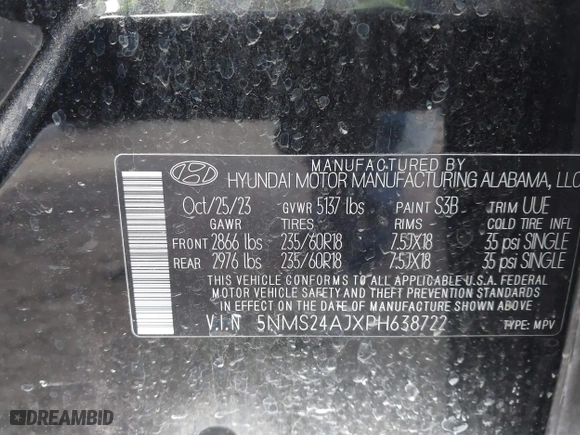 MANUFACTURED BY
HYUNDAI MOTOR MANUFACTURING ALABAMA, LLC
Oct/25/23 GVWR 5137 lbs PAINT S3B TRIM UUE
GAWR TIRES RIMS COLD TIRE INFL
FRONT 2866 lbs 235/60R18 7.5JX18 35 psi SINGLE
REAR 2976 lbs 235/60R18 7.5JX18 35 psi SINGLE
THIS VEHICLE CONFORMS TO ALL APPLICABLE U.S.A. FEDERAL
MOTOR VEHICLE SAFETY AND BUMPER STANDARDS
IN EFFECT ON THE DATE OF MANUFACTURE SHOWN ABOVE
V.I.N 5NMS24AJXPH638722 TYPE: MPV
DREAMBID